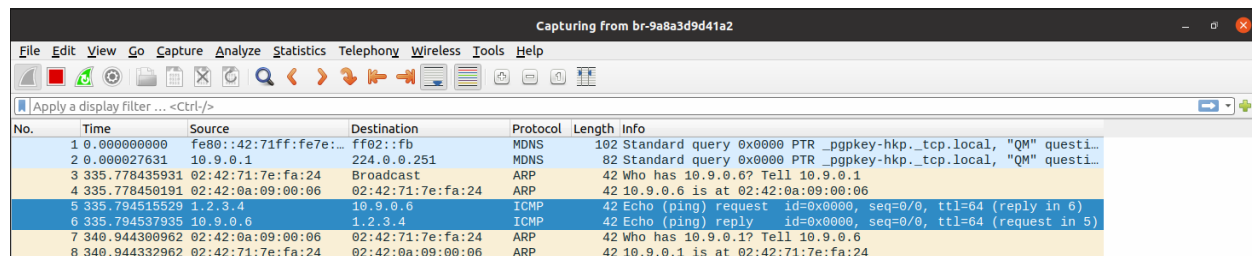 Capturing from br-9a8a3d9d41a2
File Edit View Go Capture Analyze Statistics Telephony Wireless Tools Help
Apply a display filter … <Ctrl-/>
No. Time Source Destination Protocol Length Info
1 0.000000000 fe80::42:71ff:fe7e:… ff02::fb MDNS 102 Standard query 0x0000 PTR _pgpkey-hkp._tcp.local, "QM" questi…
2 0.000027631 10.9.0.1 224.0.0.251 MDNS 82 Standard query 0x0000 PTR _pgpkey-hkp._tcp.local, "QM" questi…
3 335.778435931 02:42:71:7e:fa:24 Broadcast ARP 42 Who has 10.9.0.6? Tell 10.9.0.1
4 335.778450191 02:42:0a:09:00:06 02:42:71:7e:fa:24 ARP 42 10.9.0.6 is at 02:42:0a:09:00:06
5 335.794515529 1.2.3.4 10.9.0.6 ICMP 42 Echo (ping) request id=0x0000, seq=0/0, ttl=64 (reply in 6)
6 335.794537935 10.9.0.6 1.2.3.4 ICMP 42 Echo (ping) reply id=0x0000, seq=0/0, ttl=64 (request in 5)
7 340.944300962 02:42:0a:09:00:06 02:42:71:7e:fa:24 ARP 42 Who has 10.9.0.1? Tell 10.9.0.6
8 340.944332962 02:42:71:7e:fa:24 02:42:0a:09:00:06 ARP 42 10.9.0.1 is at 02:42:71:7e:fa:24